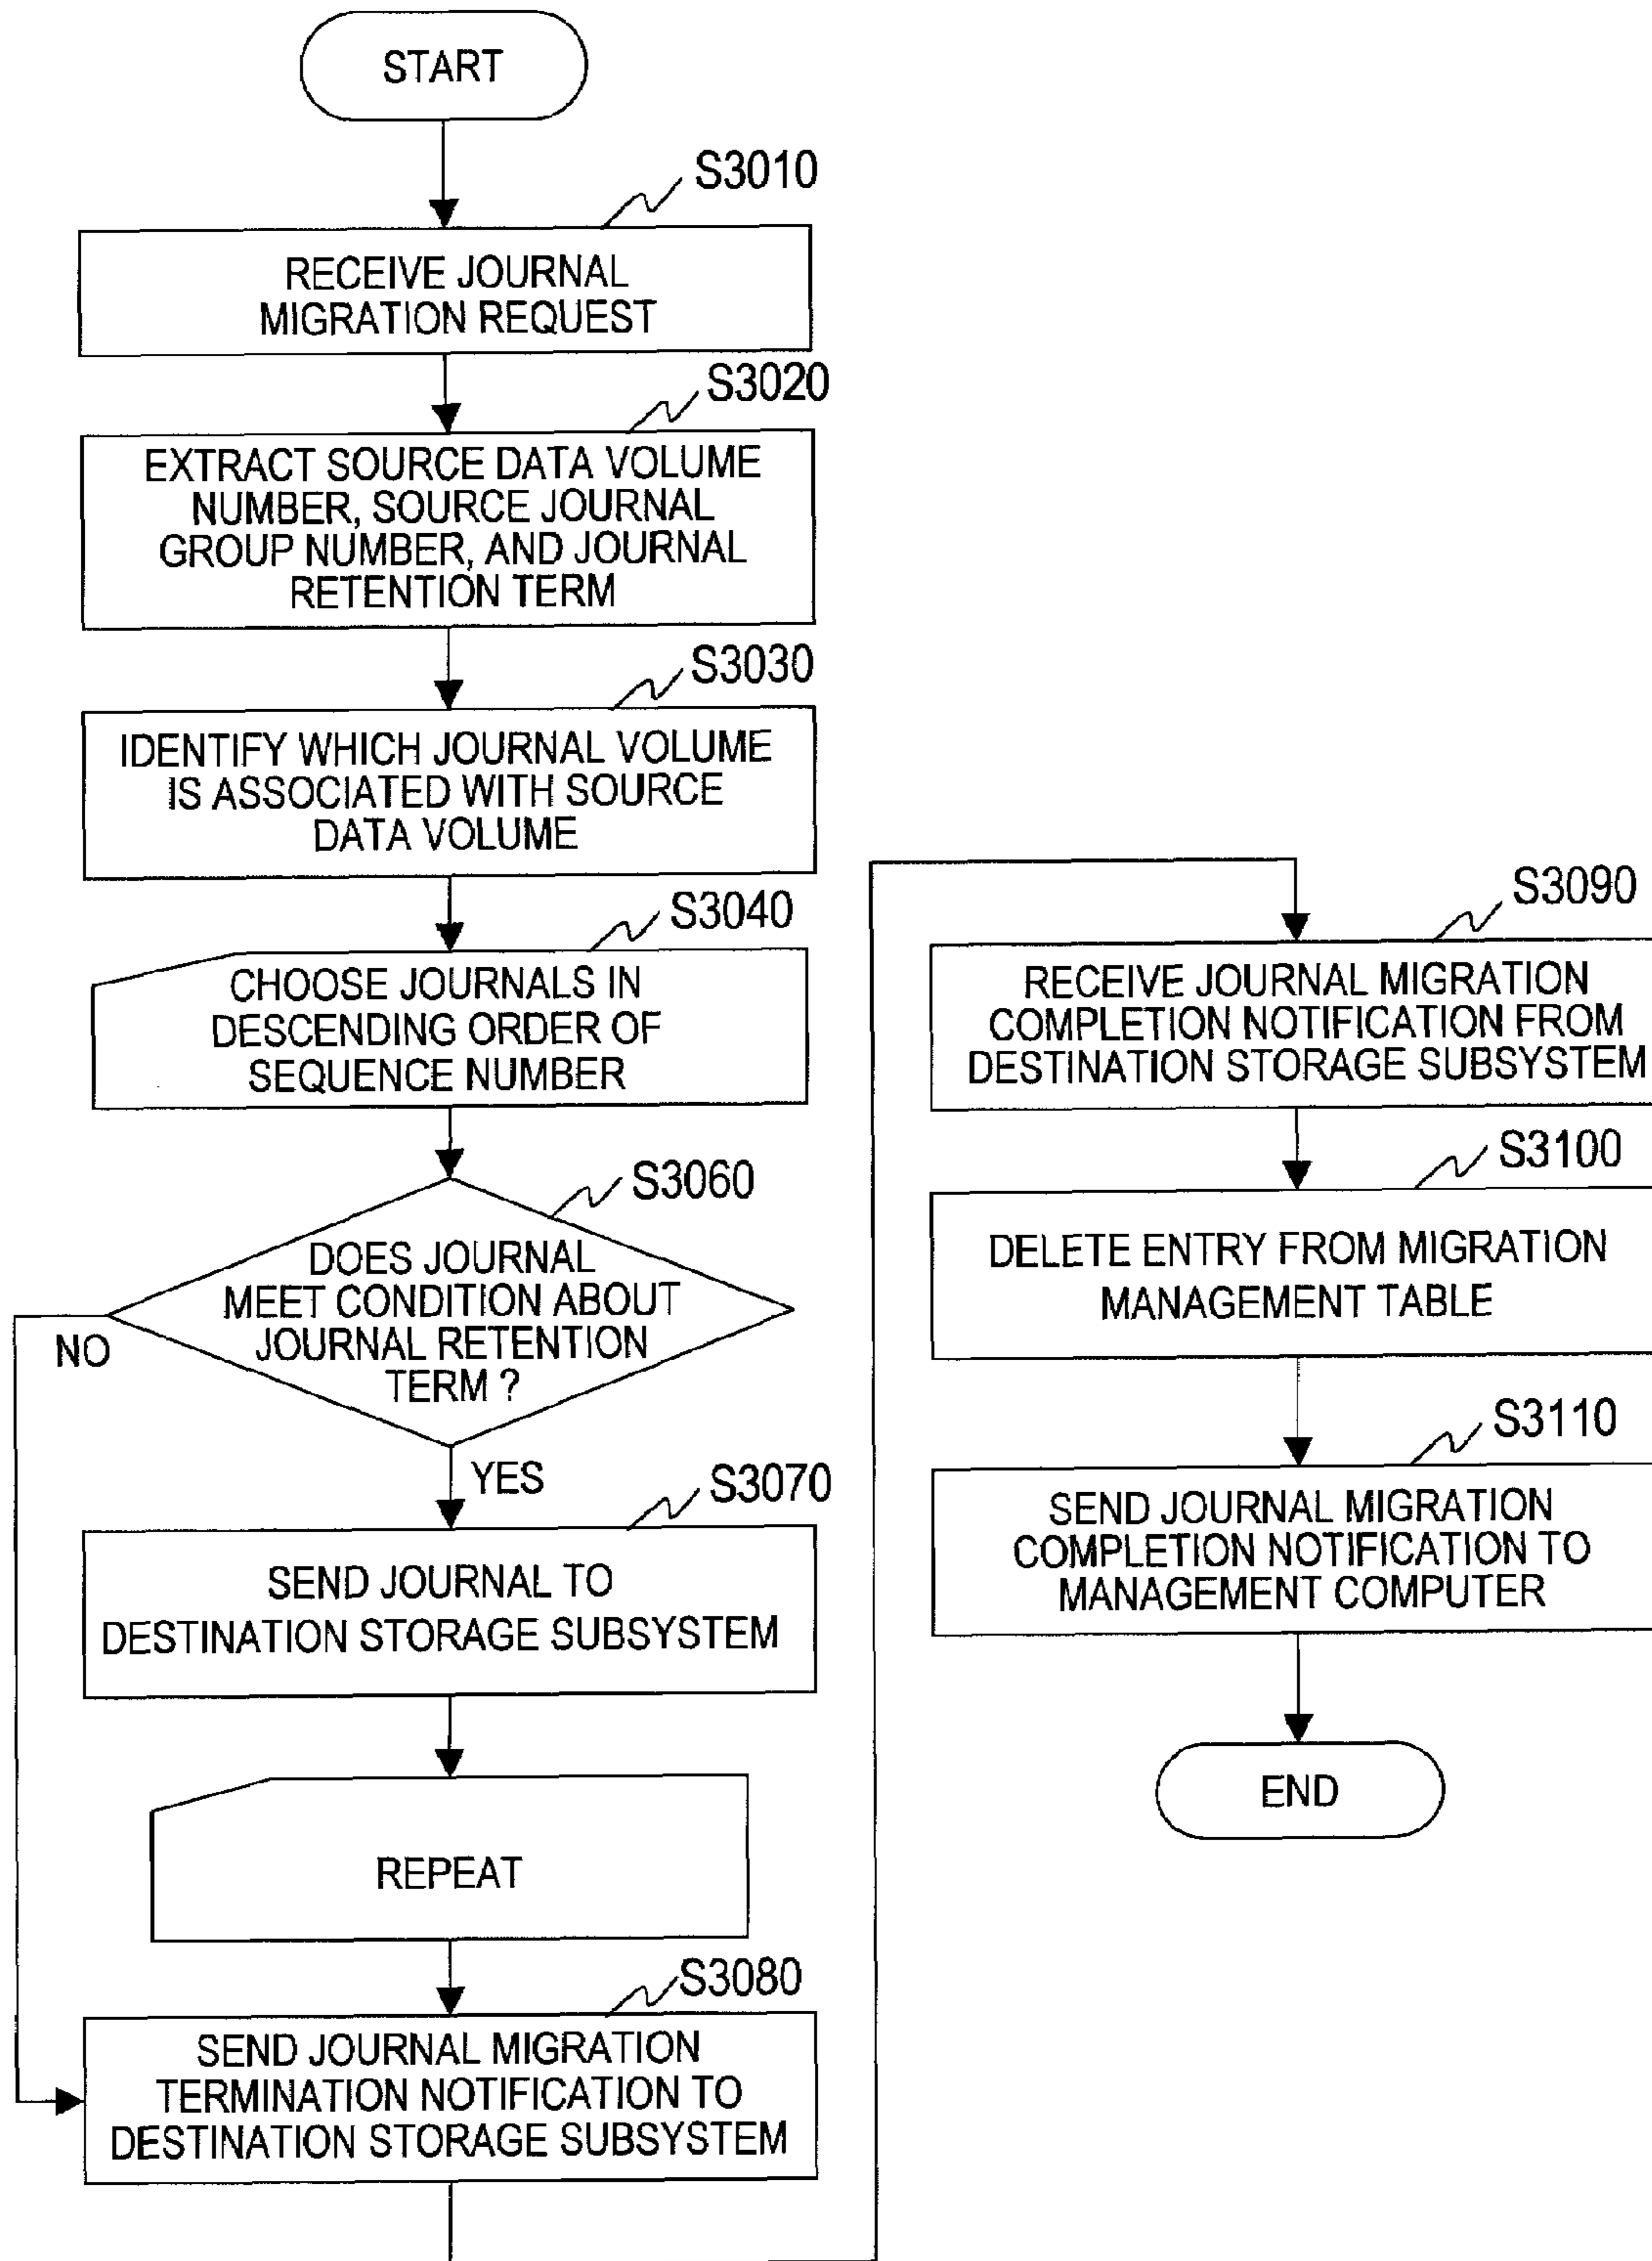 START
S3010
RECEIVE JOURNAL
MIGRATION REQUEST
S3020
EXTRACT SOURCE DATA VOLUME
NUMBER, SOURCE JOURNAL
GROUP NUMBER, AND JOURNAL
RETENTION TERM
S3030
IDENTIFY WHICH JOURNAL VOLUME
IS ASSOCIATED WITH SOURCE
DATA VOLUME
S3040
CHOOSE JOURNALS IN
DESCENDING ORDER OF
SEQUENCE NUMBER
S3060
DOES JOURNAL
MEET CONDITION ABOUT
JOURNAL RETENTION
TERM ?
NO
YES
S3070
SEND JOURNAL TO
DESTINATION STORAGE SUBSYSTEM
REPEAT
S3080
SEND JOURNAL MIGRATION
TERMINATION NOTIFICATION TO
DESTINATION STORAGE SUBSYSTEM
S3090
RECEIVE JOURNAL MIGRATION
COMPLETION NOTIFICATION FROM
DESTINATION STORAGE SUBSYSTEM
S3100
DELETE ENTRY FROM MIGRATION
MANAGEMENT TABLE
S3110
SEND JOURNAL MIGRATION
COMPLETION NOTIFICATION TO
MANAGEMENT COMPUTER
END